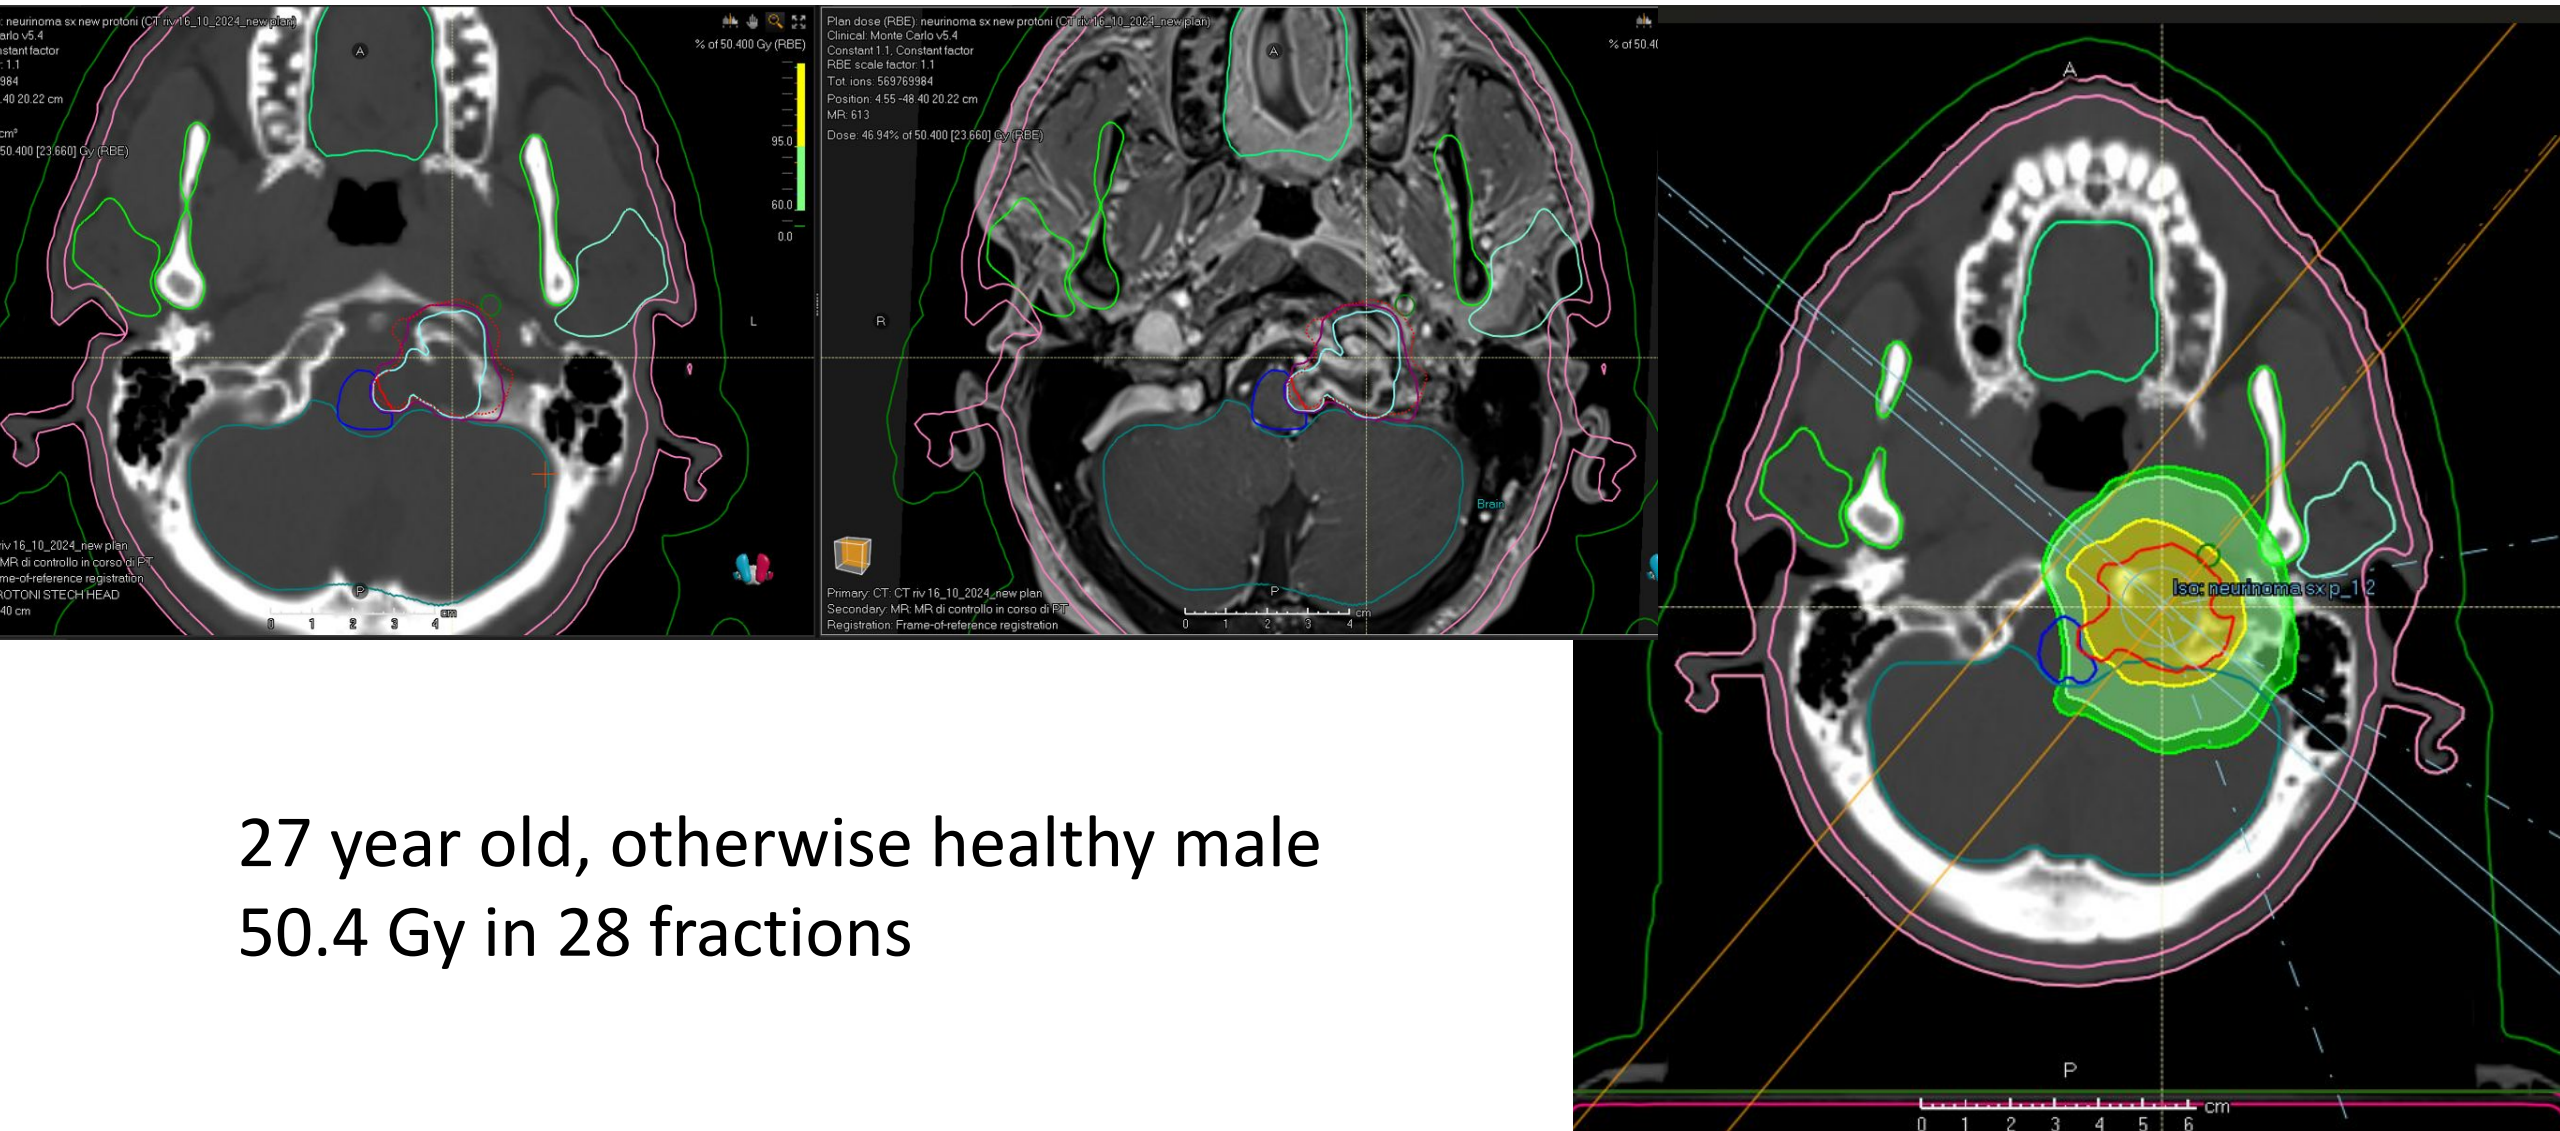 : neurinoma sx new protoni (CT riv 16_10_2024_new plan)
arlo v5.4
nstant factor
: 1.1
984
.40 20.22 cm
cm³
50.400 [23.660] Gy (RBE)
% of 50.400 Gy (RBE)
95.0
60.0
0.0
A
L
riv 16_10_2024_new plan
MR di controllo in corso di PT
me-of-reference registration
ROTONI STECH HEAD
40 cm
P
0 1 2 3 4 cm
Plan dose (RBE): neurinoma sx new protoni (CT riv 16_10_2024_new plan)
Clinical: Monte Carlo v5.4
Constant 1.1, Constant factor
RBE scale factor: 1.1
Tot. ions: 569769984
Position: 4.55 -48.40 20.22 cm
MR: 613
Dose: 46.94% of 50.400 [23.660] Gy (RBE)
% of 50.4
A
R
Brain
Primary: CT: CT riv 16_10_2024_new plan
Secondary: MR: MR di controllo in corso di PT
Registration: Frame-of-reference registration
P
0 1 2 3 4 cm
A
Iso: neurinoma sx p_1 2
P
0 1 2 3 4 5 6 cm
27 year old, otherwise healthy male
50.4 Gy in 28 fractions